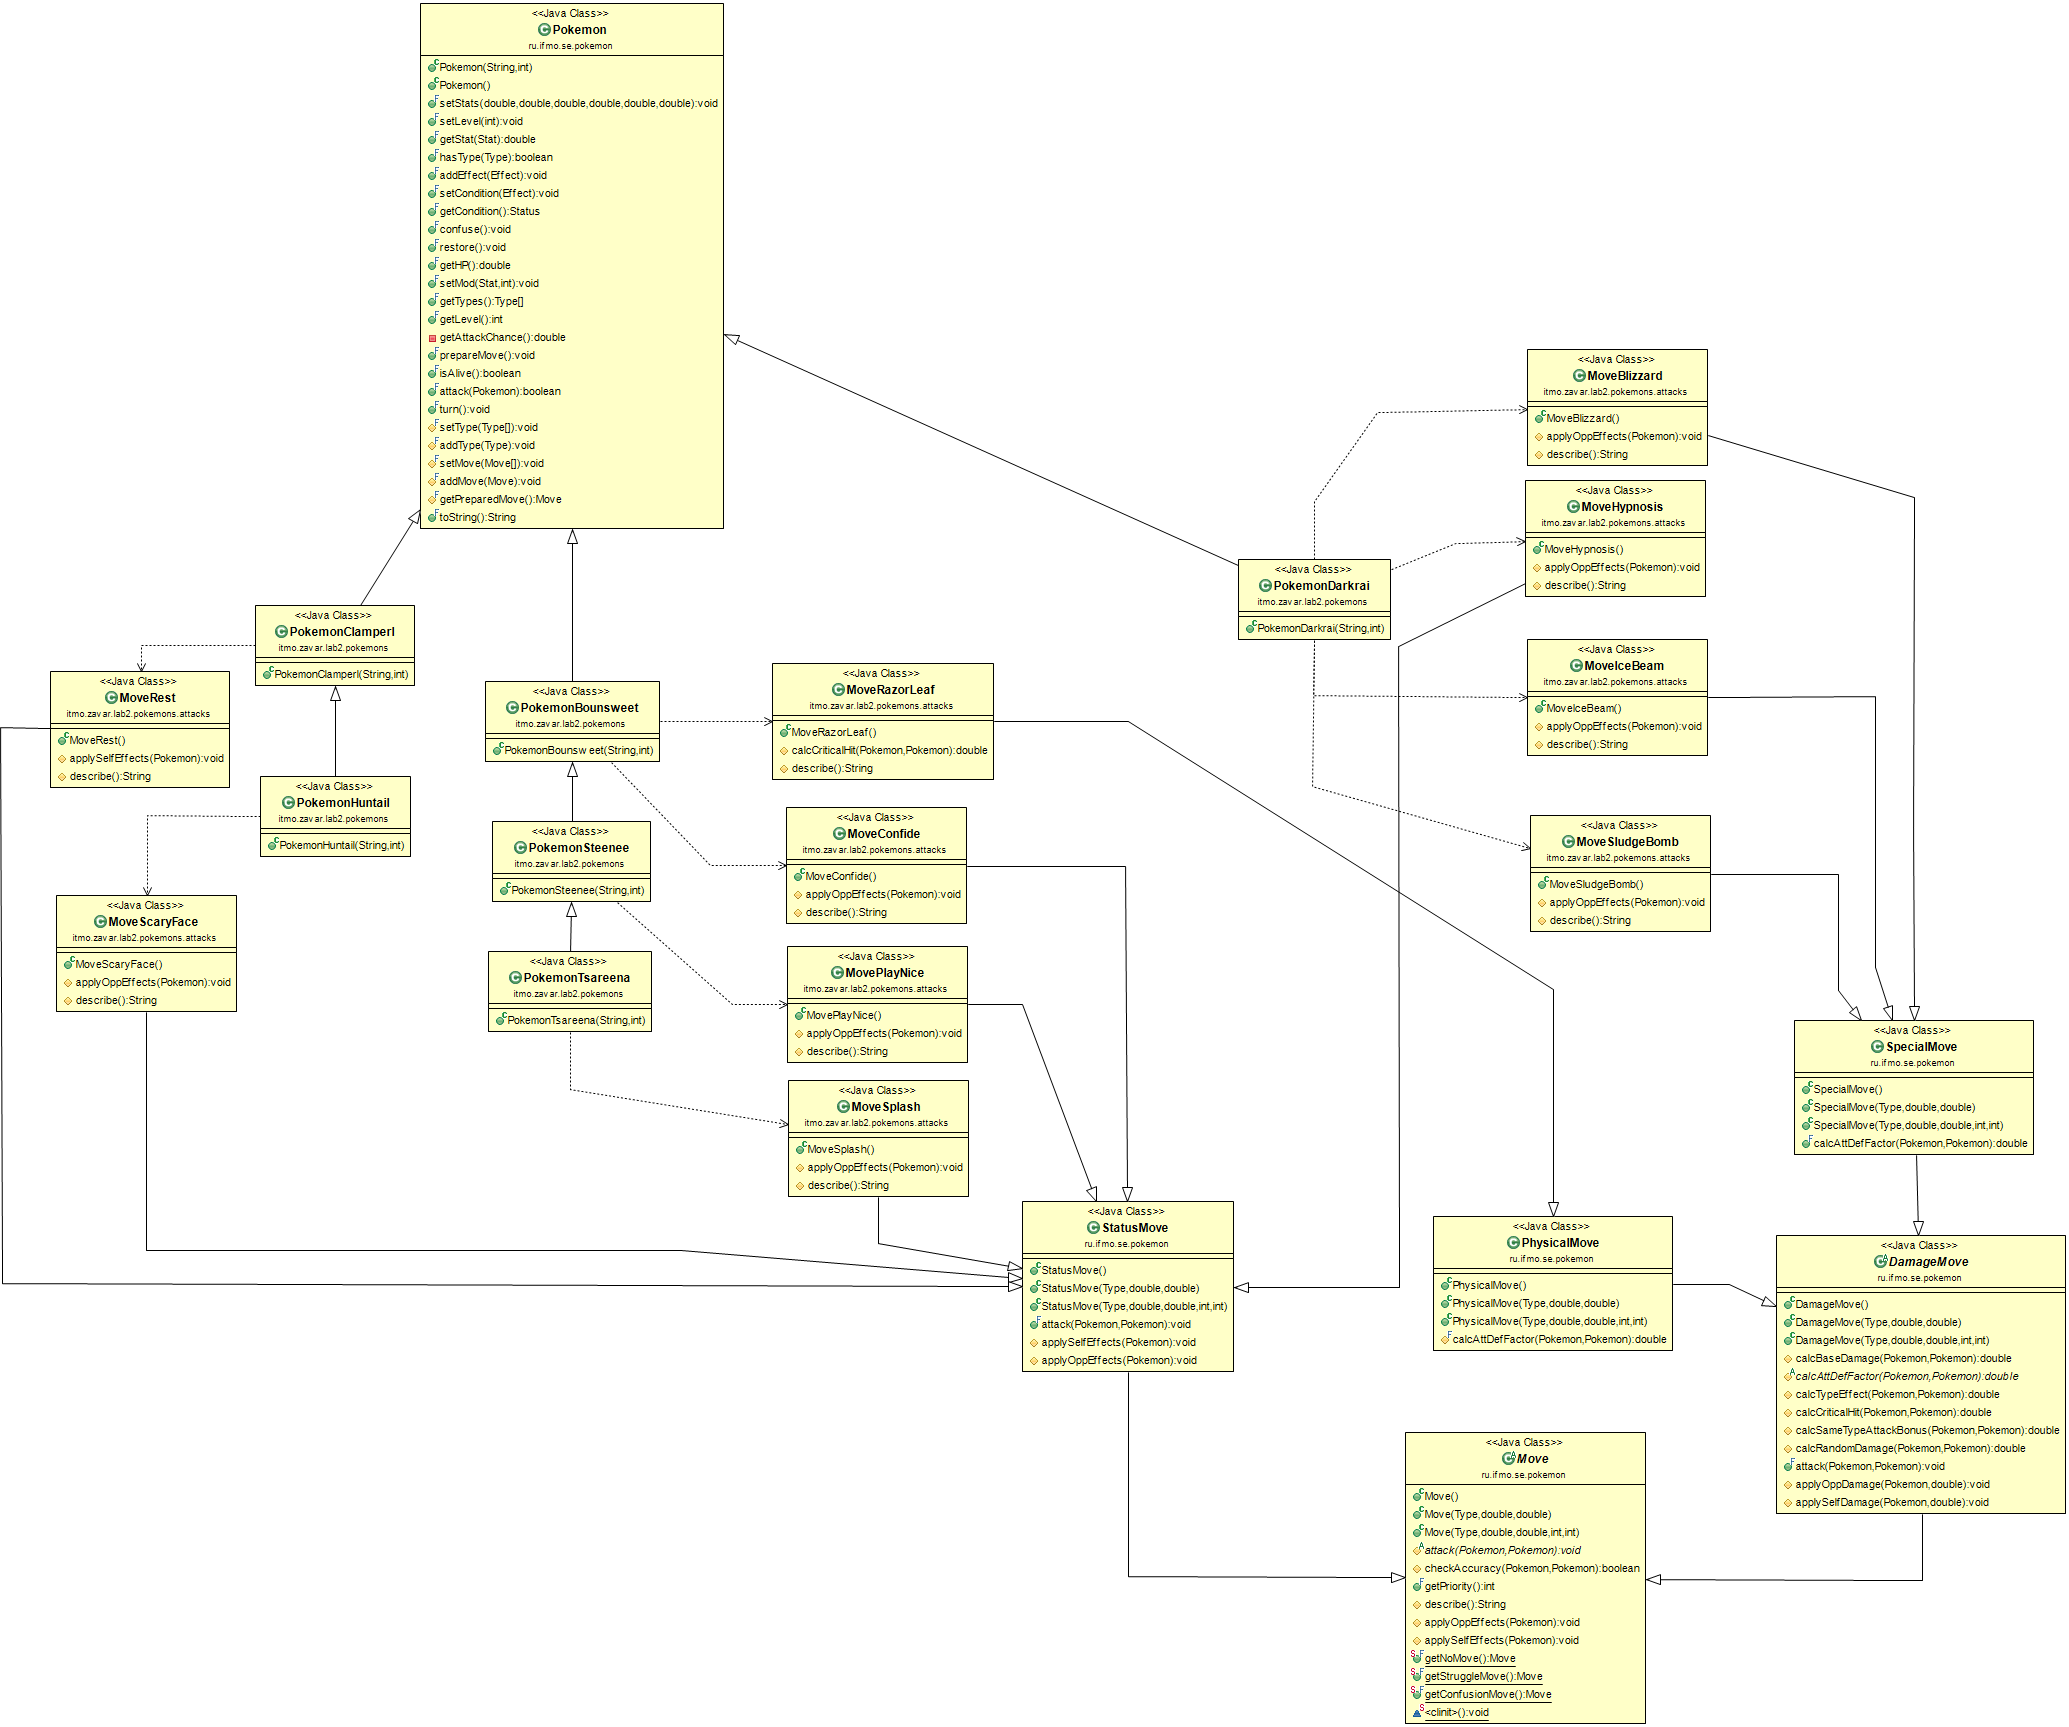 <<Java Class>>
Pokemon
ru.ifmo.se.pokemon
Pokemon(String,int)
Pokemon()
setStats(double,double,double,double,double,double):void
setLevel(int):void
getStat(Stat):double
hasType(Type):boolean
addEffect(Effect):void
setCondition(Effect):void
getCondition():Status
confuse():void
restore():void
getHP():double
setMod(Stat,int):void
getTypes():Type[]
getLevel():int
getAttackChance():double
prepareMove():void
isAlive():boolean
attack(Pokemon):boolean
turn():void
setType(Type[]):void
addType(Type):void
setMove(Move[]):void
addMove(Move):void
getPreparedMove():Move
toString():String
<<Java Class>>
PokemonClamperl
itmo.zavar.lab2.pokemons
PokemonClamperl(String,int)
<<Java Class>>
MoveRest
itmo.zavar.lab2.pokemons.attacks
MoveRest()
applySelfEffects(Pokemon):void
describe():String
<<Java Class>>
PokemonHuntail
itmo.zavar.lab2.pokemons
PokemonHuntail(String,int)
<<Java Class>>
MoveScaryFace
itmo.zavar.lab2.pokemons.attacks
MoveScaryFace()
applyOppEffects(Pokemon):void
describe():String
<<Java Class>>
PokemonBounsweet
itmo.zavar.lab2.pokemons
PokemonBounsweet(String,int)
<<Java Class>>
PokemonSteenee
itmo.zavar.lab2.pokemons
PokemonSteenee(String,int)
<<Java Class>>
PokemonTsareena
itmo.zavar.lab2.pokemons
PokemonTsareena(String,int)
<<Java Class>>
MoveRazorLeaf
itmo.zavar.lab2.pokemons.attacks
MoveRazorLeaf()
calcCriticalHit(Pokemon,Pokemon):double
describe():String
<<Java Class>>
MoveConfide
itmo.zavar.lab2.pokemons.attacks
MoveConfide()
applyOppEffects(Pokemon):void
describe():String
<<Java Class>>
MovePlayNice
itmo.zavar.lab2.pokemons.attacks
MovePlayNice()
applyOppEffects(Pokemon):void
describe():String
<<Java Class>>
MoveSplash
itmo.zavar.lab2.pokemons.attacks
MoveSplash()
applyOppEffects(Pokemon):void
describe():String
<<Java Class>>
PokemonDarkrai
itmo.zavar.lab2.pokemons
PokemonDarkrai(String,int)
<<Java Class>>
MoveBlizzard
itmo.zavar.lab2.pokemons.attacks
MoveBlizzard()
applyOppEffects(Pokemon):void
describe():String
<<Java Class>>
MoveHypnosis
itmo.zavar.lab2.pokemons.attacks
MoveHypnosis()
applyOppEffects(Pokemon):void
describe():String
<<Java Class>>
MoveIceBeam
itmo.zavar.lab2.pokemons.attacks
MoveIceBeam()
applyOppEffects(Pokemon):void
describe():String
<<Java Class>>
MoveSludgeBomb
itmo.zavar.lab2.pokemons.attacks
MoveSludgeBomb()
applyOppEffects(Pokemon):void
describe():String
<<Java Class>>
SpecialMove
ru.ifmo.se.pokemon
SpecialMove()
SpecialMove(Type,double,double)
SpecialMove(Type,double,double,int,int)
calcAttDefFactor(Pokemon,Pokemon):double
<<Java Class>>
StatusMove
ru.ifmo.se.pokemon
StatusMove()
StatusMove(Type,double,double)
StatusMove(Type,double,double,int,int)
attack(Pokemon,Pokemon):void
applySelfEffects(Pokemon):void
applyOppEffects(Pokemon):void
<<Java Class>>
PhysicalMove
ru.ifmo.se.pokemon
PhysicalMove()
PhysicalMove(Type,double,double)
PhysicalMove(Type,double,double,int,int)
calcAttDefFactor(Pokemon,Pokemon):double
<<Java Class>>
DamageMove
ru.ifmo.se.pokemon
DamageMove()
DamageMove(Type,double,double)
DamageMove(Type,double,double,int,int)
calcBaseDamage(Pokemon,Pokemon):double
calcAttDefFactor(Pokemon,Pokemon):double
calcTypeEffect(Pokemon,Pokemon):double
calcCriticalHit(Pokemon,Pokemon):double
calcSameTypeAttackBonus(Pokemon,Pokemon):double
calcRandomDamage(Pokemon,Pokemon):double
attack(Pokemon,Pokemon):void
applyOppDamage(Pokemon,double):void
applySelfDamage(Pokemon,double):void
<<Java Class>>
Move
ru.ifmo.se.pokemon
Move()
Move(Type,double,double)
Move(Type,double,double,int,int)
attack(Pokemon,Pokemon):void
checkAccuracy(Pokemon,Pokemon):boolean
getPriority():int
describe():String
applyOppEffects(Pokemon):void
applySelfEffects(Pokemon):void
getNoMove():Move
getStruggleMove():Move
getConfusionMove():Move
<clinit>():void